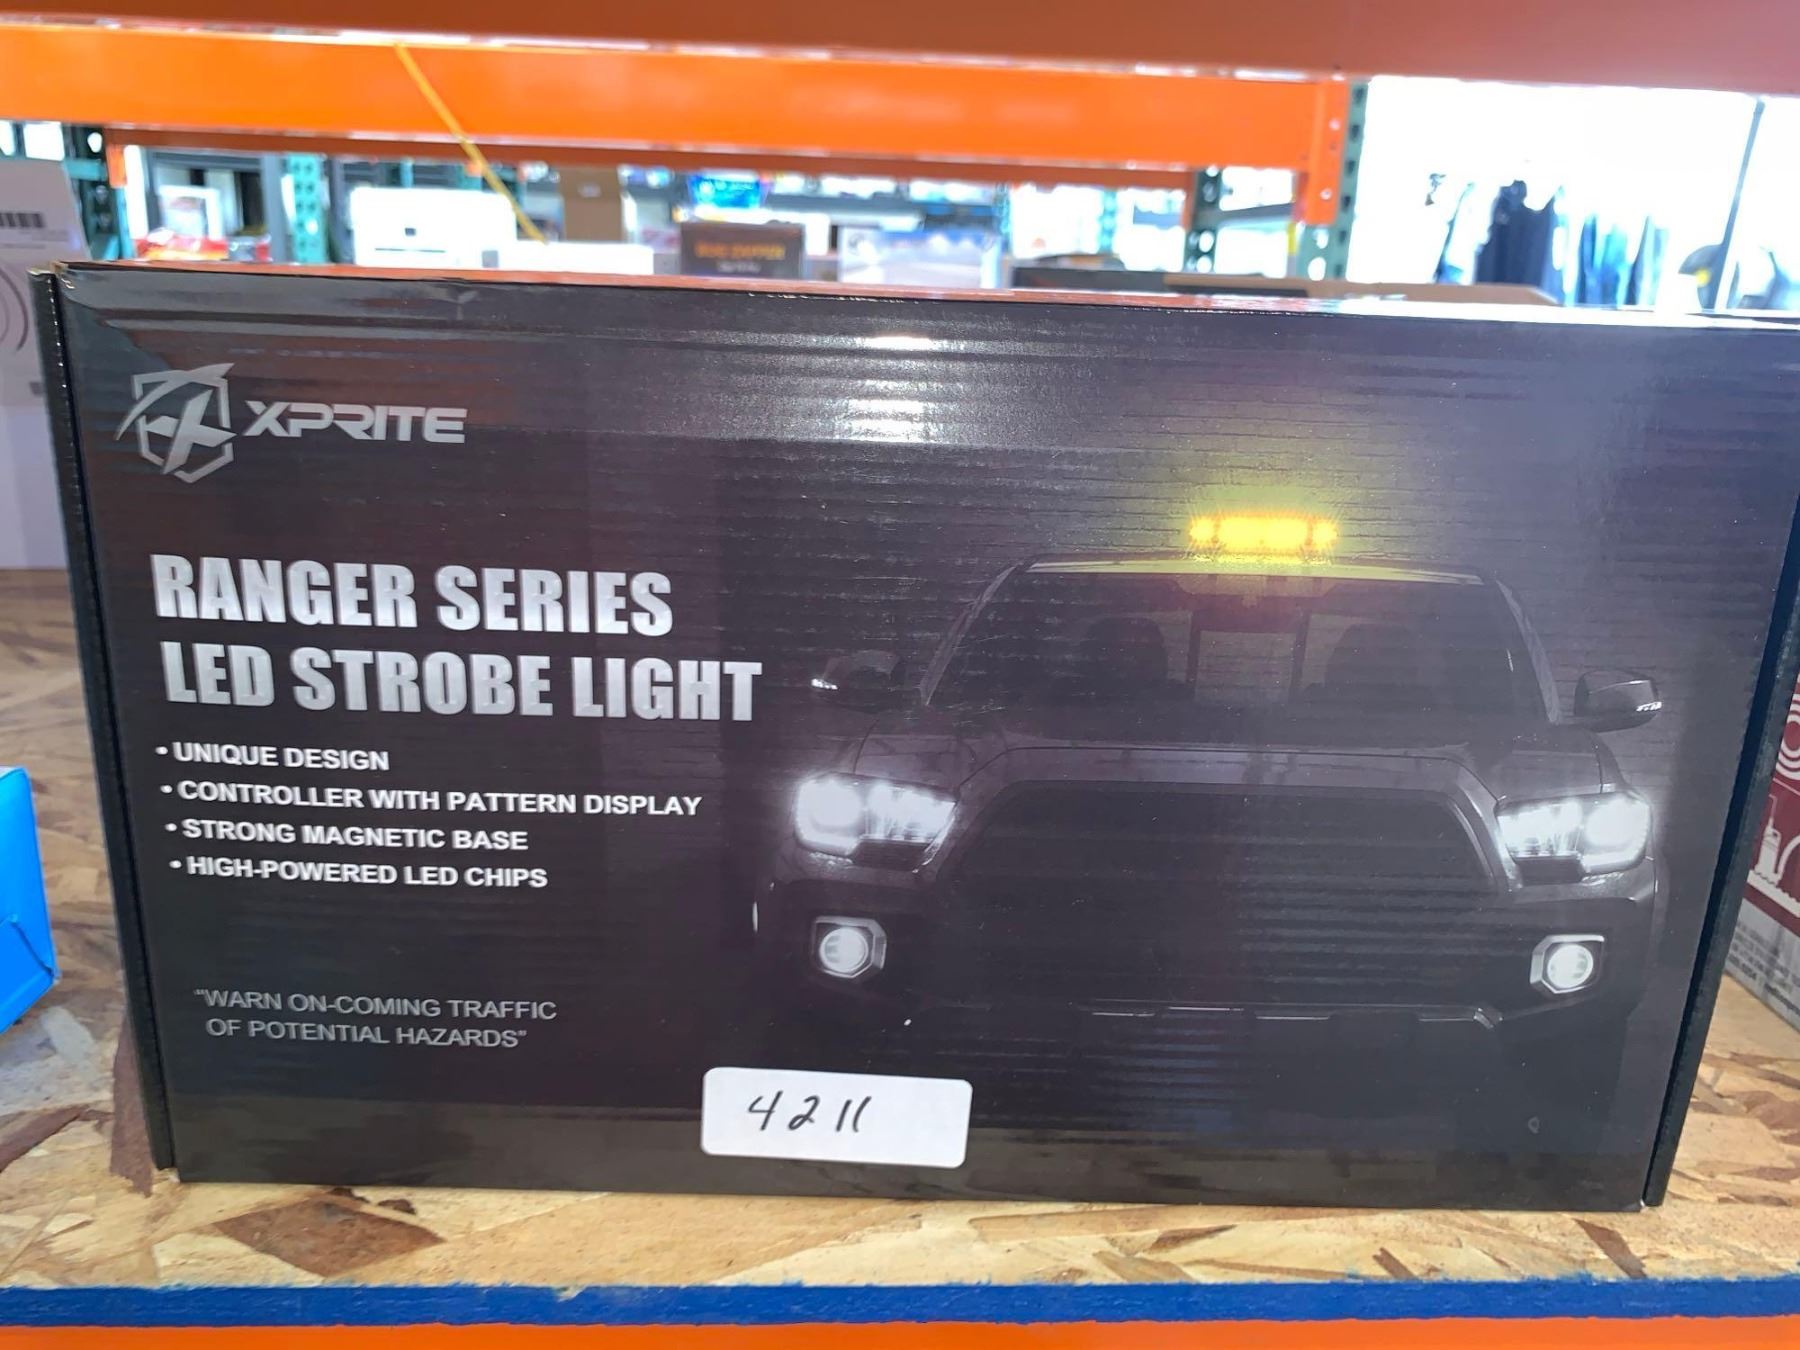 XPRITE
RANGER SERIES
LED STROBE LIGHT
• UNIQUE DESIGN
• CONTROLLER WITH PATTERN DISPLAY
• STRONG MAGNETIC BASE
• HIGH-POWERED LED CHIPS
"WARN ON-COMING TRAFFIC
OF POTENTIAL HAZARDS"
4211